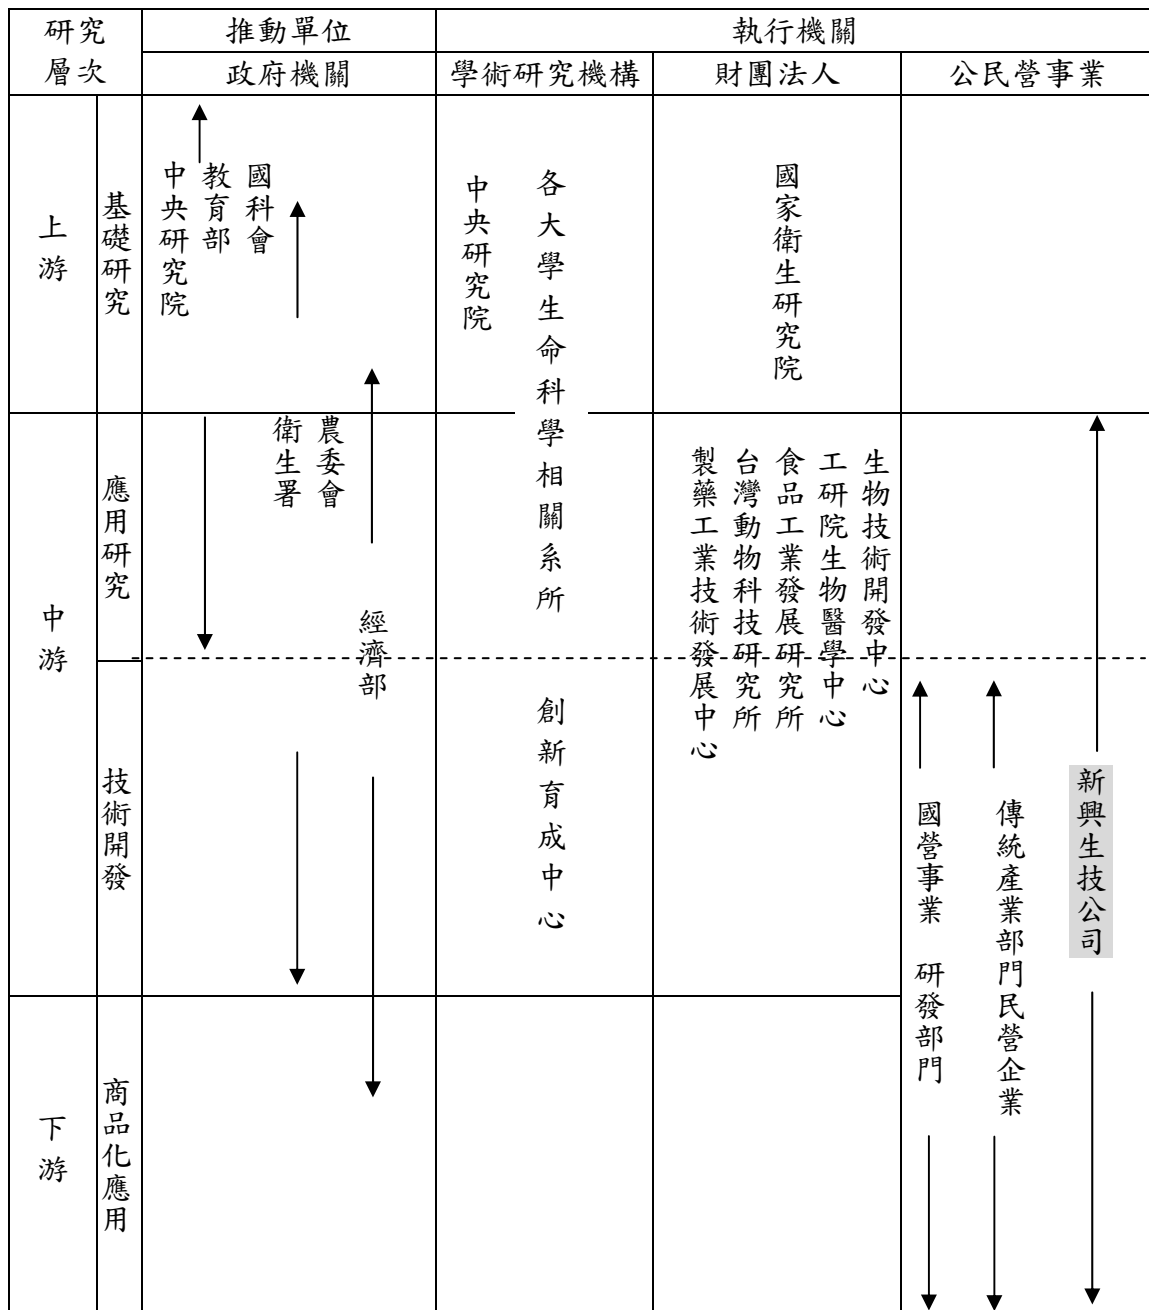 研究
層次
推動單位
執行機關
政府機關
學術研究機構
財團法人
公民營事業
上游
基礎研究
中央研究院
教育部
國科會
中央研究院
各大學生命科學相關系所
國家衛生研究院
中游
應用研究
衛生署
農委會
製藥工業技術發展中心
台灣動物科技研究所
食品工業發展研究所
工研院生物醫學中心
生物技術開發中心
經濟部
技術開發
創新育成中心
國營事業 研發部門
傳統產業部門民營企業
新興生技公司
下游
商品化應用